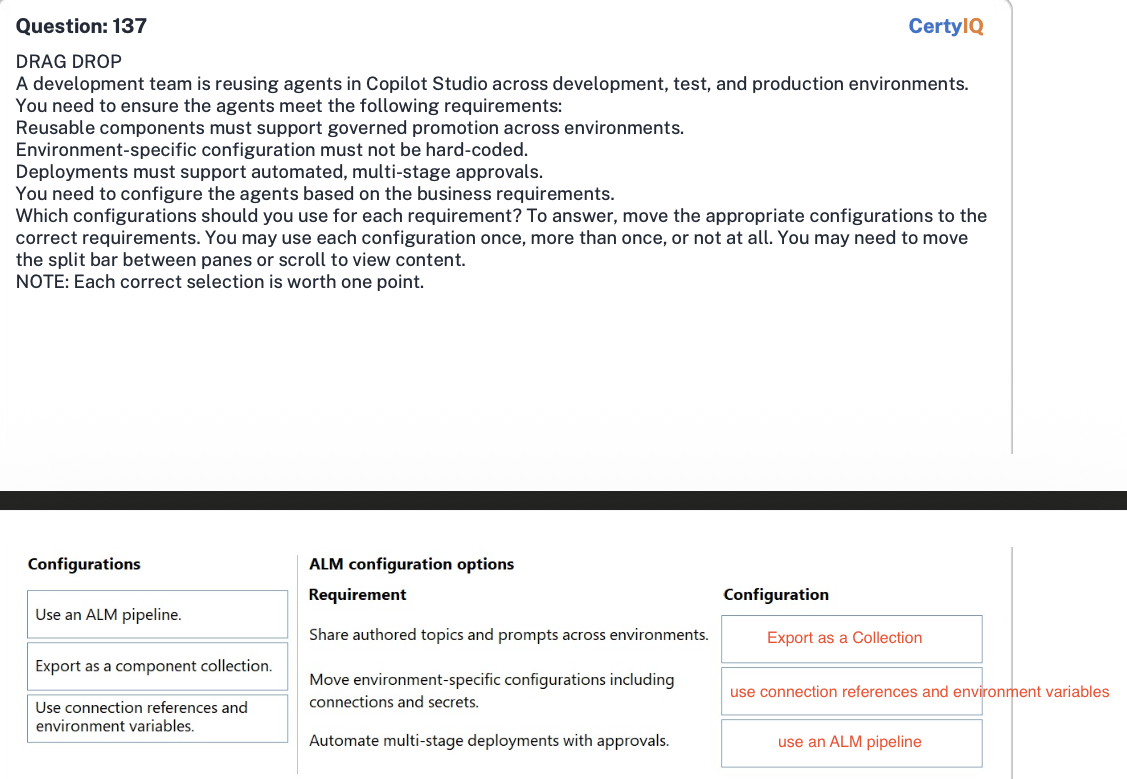 Question: 137
CertyIQ
DRAG DROP
A development team is reusing agents in Copilot Studio across development, test, and production environments.
You need to ensure the agents meet the following requirements:
Reusable components must support governed promotion across environments.
Environment-specific configuration must not be hard-coded.
Deployments must support automated, multi-stage approvals.
You need to configure the agents based on the business requirements.
Which configurations should you use for each requirement? To answer, move the appropriate configurations to the
correct requirements. You may use each configuration once, more than once, or not at all. You may need to move
the split bar between panes or scroll to view content.
NOTE: Each correct selection is worth one point.
Configurations
Use an ALM pipeline.
Export as a component collection.
Use connection references and
environment variables.
ALM configuration options
Requirement
Configuration
Share authored topics and prompts across environments.
Export as a Collection
Move environment-specific configurations including
connections and secrets.
use connection references and environment variables
Automate multi-stage deployments with approvals.
use an ALM pipeline